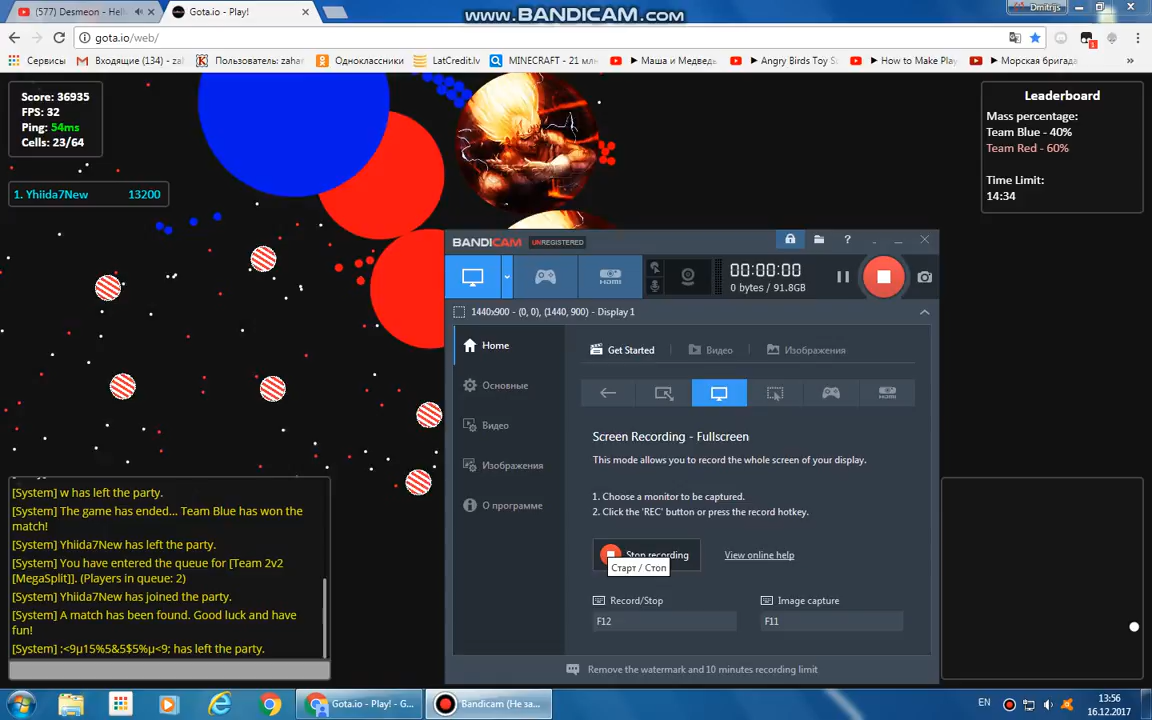 www.BANDICAM.com
(577) Desmeon - Hell
Gota.io - Play!
Dmitrijs
gota.io/web/
Сервисы
Входящие (134) - zal
Пользователь: zahar
Одноклассники
LatCredit.lv
MINECRAFT - 21 млн
Маша и Медведь
Angry Birds Toy S
How to Make Play
Морская бригада
Score: 36935
FPS: 32
Ping: 54ms
Cells: 23/64
1. Yhiida7New 13200
Leaderboard
Mass percentage:
Team Blue - 40%
Team Red - 60%
Time Limit:
14:34
BANDICAM UNREGISTERED
HDMI
00:00:00
0 bytes / 91.8GB
1440x900 - (0, 0), (1440, 900) - Display 1
Home
Основные
Видео
Изображения
О программе
Get Started
Видео
Изображения
HDMI
Screen Recording - Fullscreen
This mode allows you to record the whole screen of your display.
1. Choose a monitor to be captured.
2. Click the 'REC' button or press the record hotkey.
Stop recording
View online help
Старт / Стоп
Record/Stop
Image capture
F12
F11
Remove the watermark and 10 minutes recording limit
[System] w has left the party.
[System] The game has ended... Team Blue has won the
match!
[System] Yhiida7New has left the party.
[System] You have entered the queue for [Team 2v2
[MegaSplit]]. (Players in queue: 2)
[System] Yhiida7New has joined the party.
[System] A match has been found. Good luck and have
fun!
[System] :<9µ15%5&5$5%µ<9; has left the party.
Gota.io - Play! - G...
Bandicam (Не за...
EN
13:56
16.12.2017